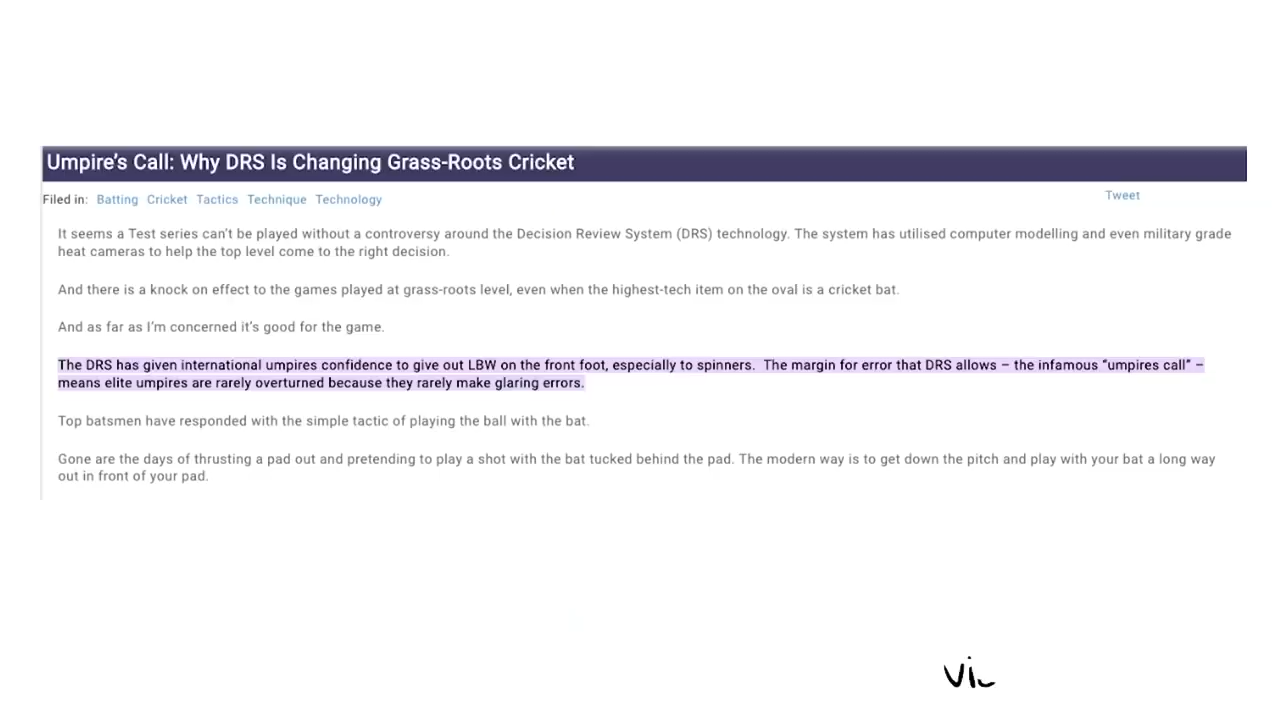 Umpire's Call: Why DRS Is Changing Grass-Roots Cricket
Filed in: Batting Cricket Tactics Technique Technology
Tweet
It seems a Test series can't be played without a controversy around the Decision Review System (DRS) technology. The system has utilised computer modelling and even military grade
heat cameras to help the top level come to the right decision.
And there is a knock on effect to the games played at grass-roots level, even when the highest-tech item on the oval is a cricket bat.
And as far as I'm concerned it's good for the game.
The DRS has given international umpires confidence to give out LBW on the front foot, especially to spinners. The margin for error that DRS allows – the infamous “umpires call” –
means elite umpires are rarely overturned because they rarely make glaring errors.
Top batsmen have responded with the simple tactic of playing the ball with the bat.
Gone are the days of thrusting a pad out and pretending to play a shot with the bat tucked behind the pad. The modern way is to get down the pitch and play with your bat a long way
out in front of your pad.